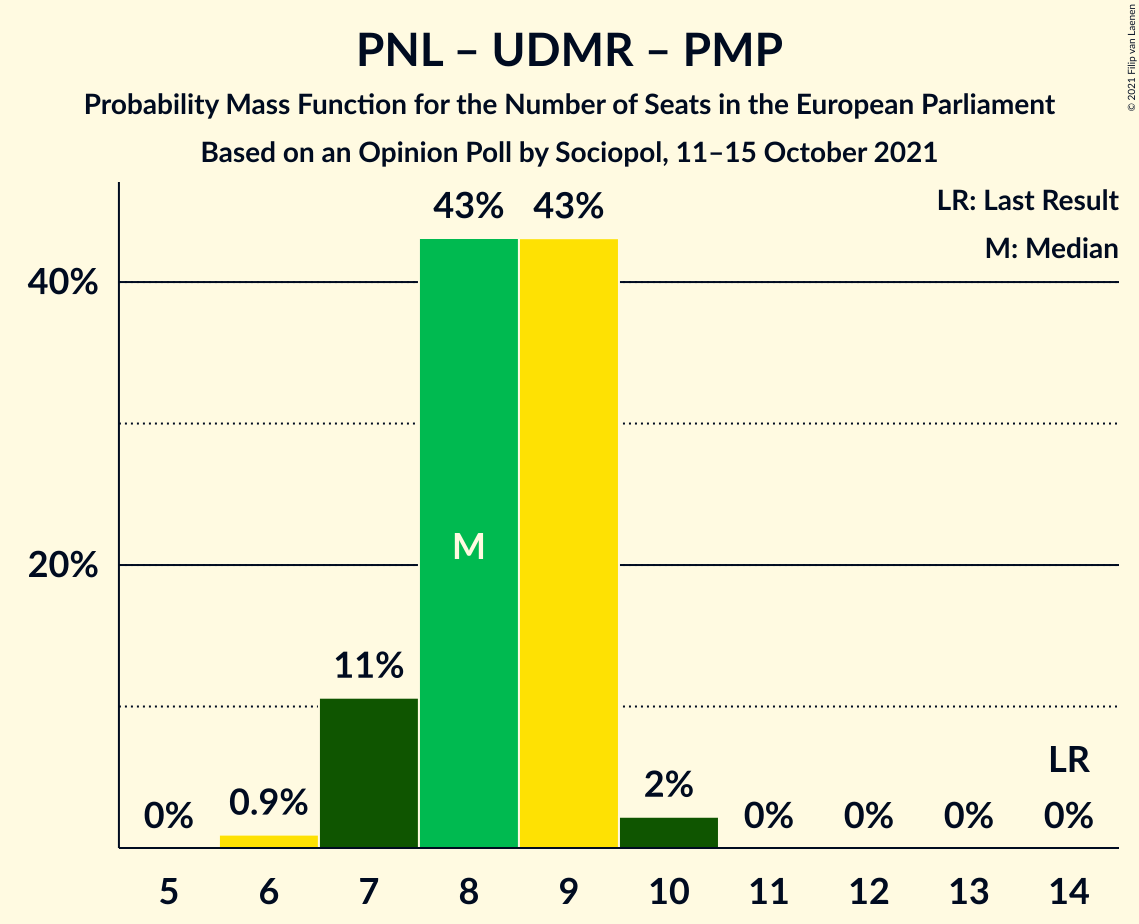 PNL – UDMR – PMP
Probability Mass Function for the Number of Seats in the European Parliament
Based on an Opinion Poll by Sociopol, 11–15 October 2021
© 2021 Filip van Laenen
LR: Last Result
M: Median
43% 43%
40%
M
20%
11%
LR
0% 0.9% 2% 0% 0% 0% 0%
5 6 7 8 9 10 11 12 13 14